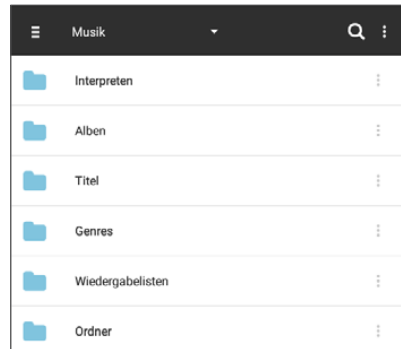 Musik
Interpreten
Alben
Titel
Genres
Wiedergabelisten
Ordner